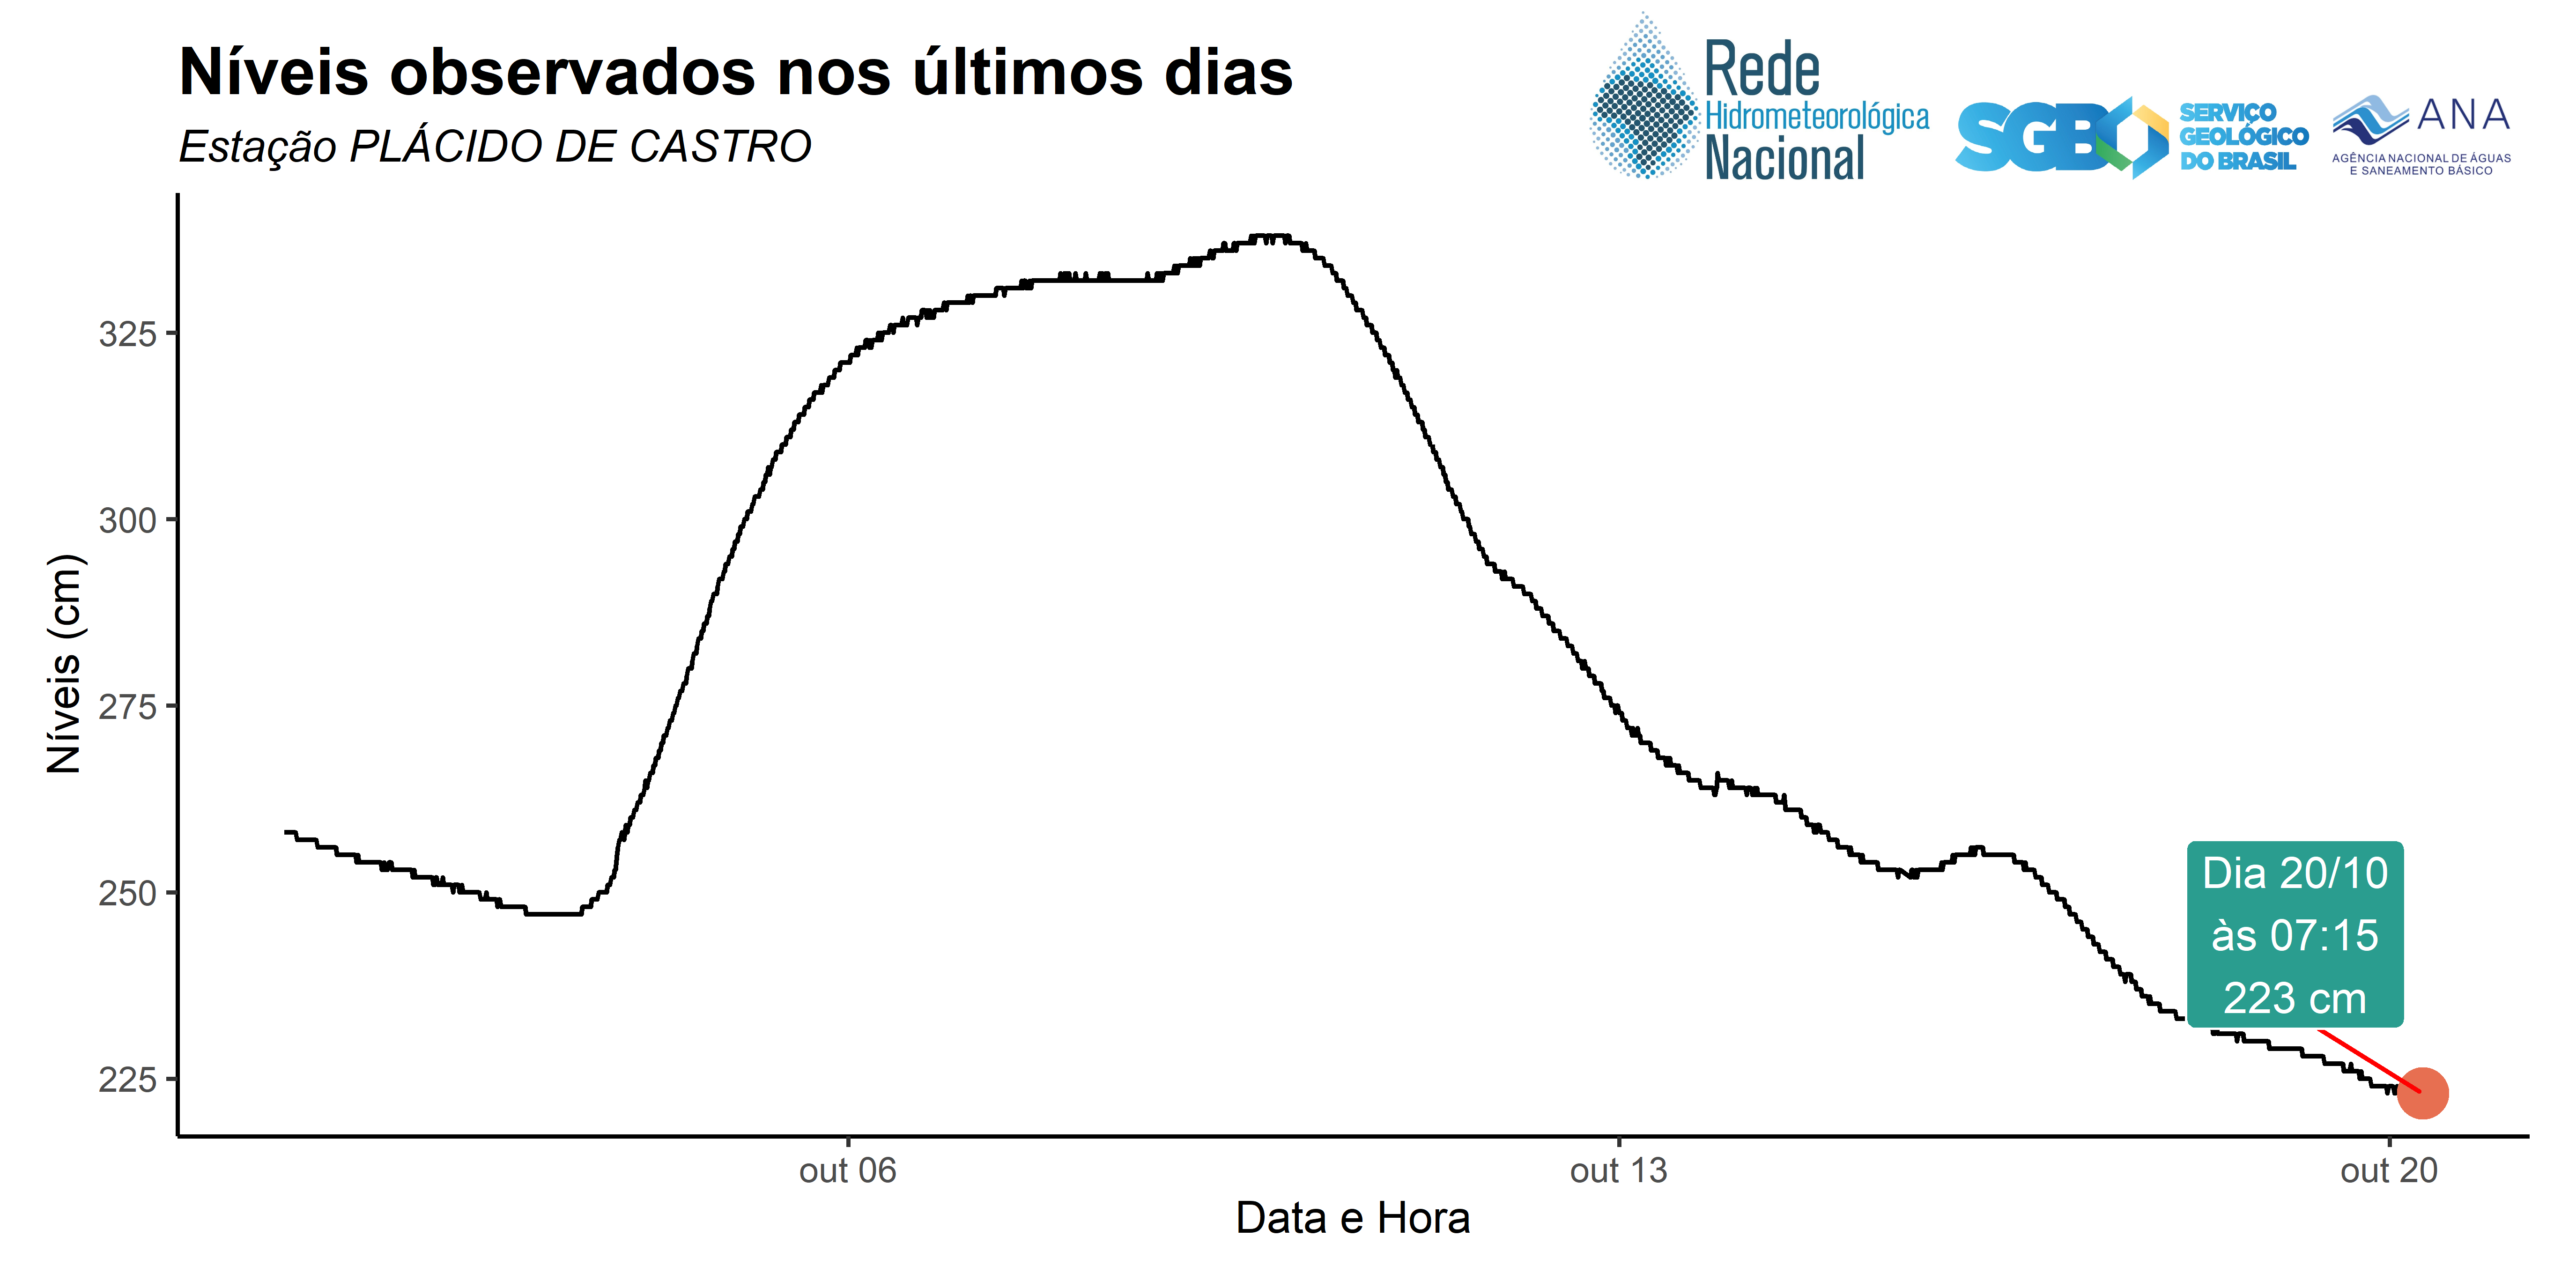 Níveis observados nos últimos dias
Estação PLÁCIDO DE CASTRO
Rede
Hidrometeorológica
Nacional
SGB
SERVIÇO
GEOLÓGICO
DO BRASIL
ANA
AGÊNCIA NACIONAL DE ÁGUAS
E SANEAMENTO BÁSICO
Níveis (cm)
325
300
275
250
225
Dia 20/10
às 07:15
223 cm
out 06
out 13
out 20
Data e Hora